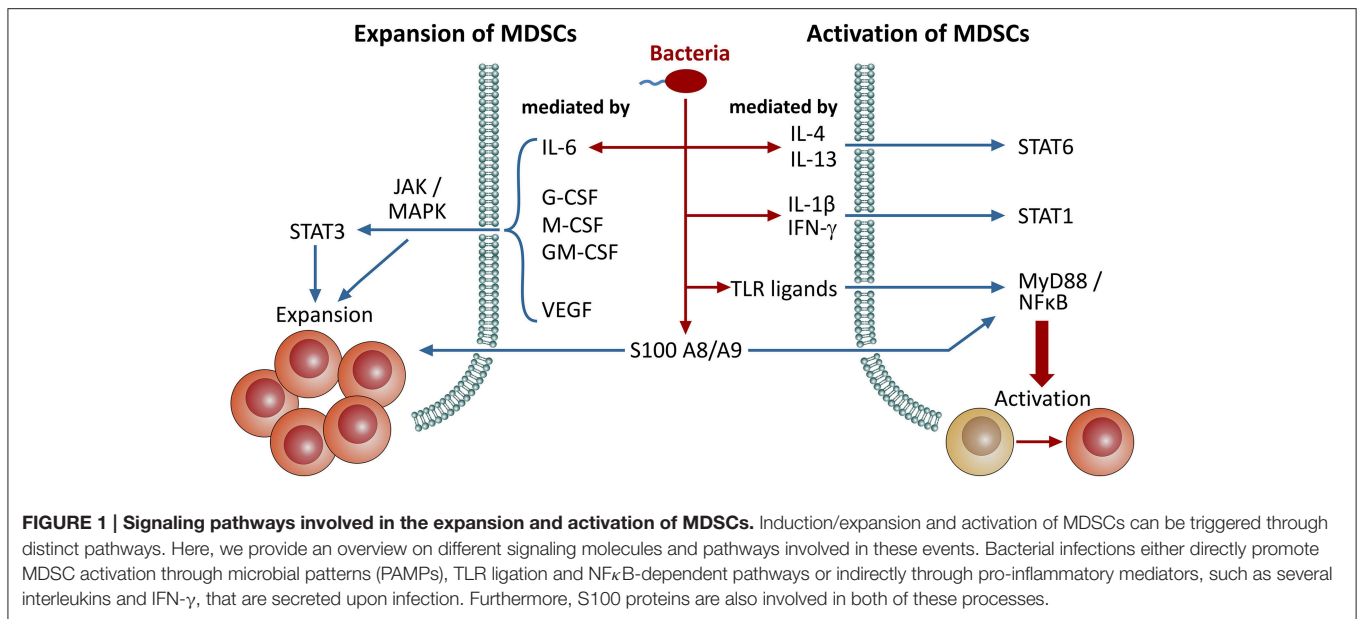 Expansion of MDSCs
Activation of MDSCs
Bacteria
mediated by
mediated by
IL-6
IL-4
IL-13
STAT6
JAK /
MAPK
G-CSF
M-CSF
GM-CSF
IL-1β
IFN-γ
STAT1
STAT3
TLR ligands
MyD88 /
NFκB
Expansion
VEGF
S100 A8/A9
Activation
FIGURE 1 | Signaling pathways involved in the expansion and activation of MDSCs. Induction/expansion and activation of MDSCs can be triggered through
distinct pathways. Here, we provide an overview on different signaling molecules and pathways involved in these events. Bacterial infections either directly promote
MDSC activation through microbial patterns (PAMPs), TLR ligation and NFκB-dependent pathways or indirectly through pro-inflammatory mediators, such as several
interleukins and IFN-γ, that are secreted upon infection. Furthermore, S100 proteins are also involved in both of these processes.